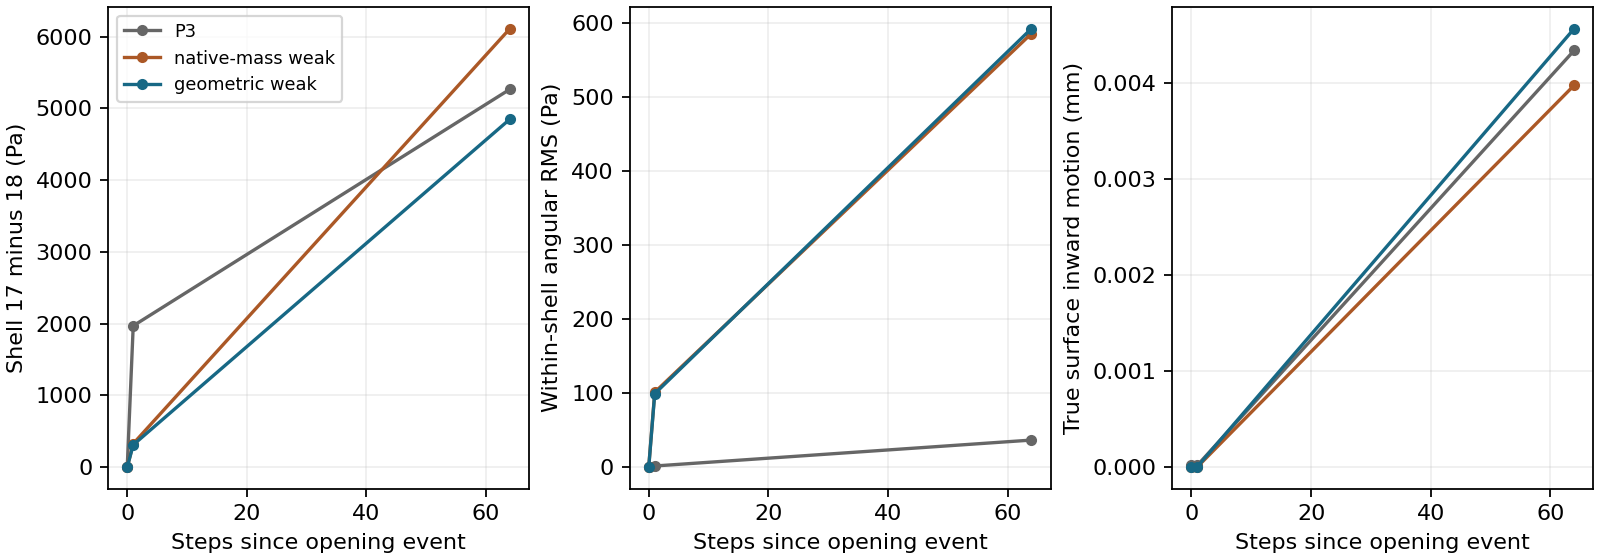 Shell 17 minus 18 (Pa)
6000
5000
4000
3000
2000
1000
0
P3
native-mass weak
geometric weak
0 20 40 60
Steps since opening event
Within-shell angular RMS (Pa)
600
500
400
300
200
100
0
0 20 40 60
Steps since opening event
True surface inward motion (mm)
0.004
0.003
0.002
0.001
0.000
0 20 40 60
Steps since opening event